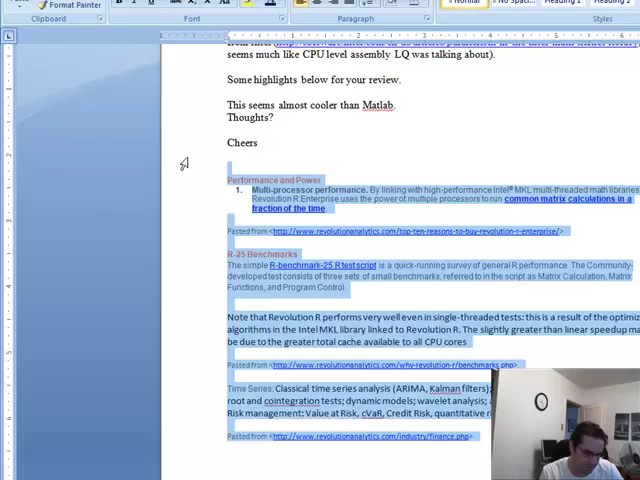 Format Painter
Clipboard
Font
Paragraph
Normal
No Spaci...
Heading 1
Heading 2
Styles
seems much like CPU level assembly LQ was talking about).
Some highlights below for your review.
This seems almost cooler than Matlab.
Thoughts?
Cheers
Performance and Power
1. Multi-processor performance. By linking with high-performance Intel® MKL multi-threaded math libraries
Revolution R Enterprise uses the power of multiple processors to run common matrix calculations in a
fraction of the time.
Pasted from <http://www.revolutionanalytics.com/top-ten-reasons-to-buy-revolution-r-enterprise/>
R-25 Benchmarks
The simple R-benchmark-25 R test script is a quick-running survey of general R performance. The Community-
developed test consists of three sets of small benchmarks, referred to in the script as Matrix Calculation, Matrix
Functions, and Program Control.
Note that Revolution R performs very well even in single-threaded tests: this is a result of the optimiz
algorithms in the Intel MKL library linked to Revolution R. The slightly greater than linear speedup ma
be due to the greater total cache available to all CPU cores
Pasted from <http://www.revolutionanalytics.com/why-revolution-r/benchmarks.php>
Time Series: Classical time series analysis (ARIMA, Kalman filters);
root and cointegration tests; dynamic models; wavelet analysis;
Risk management: Value at Risk, cVaR, Credit Risk, quantitative ri
Pasted from <http://www.revolutionanalytics.com/industry/finance.php>